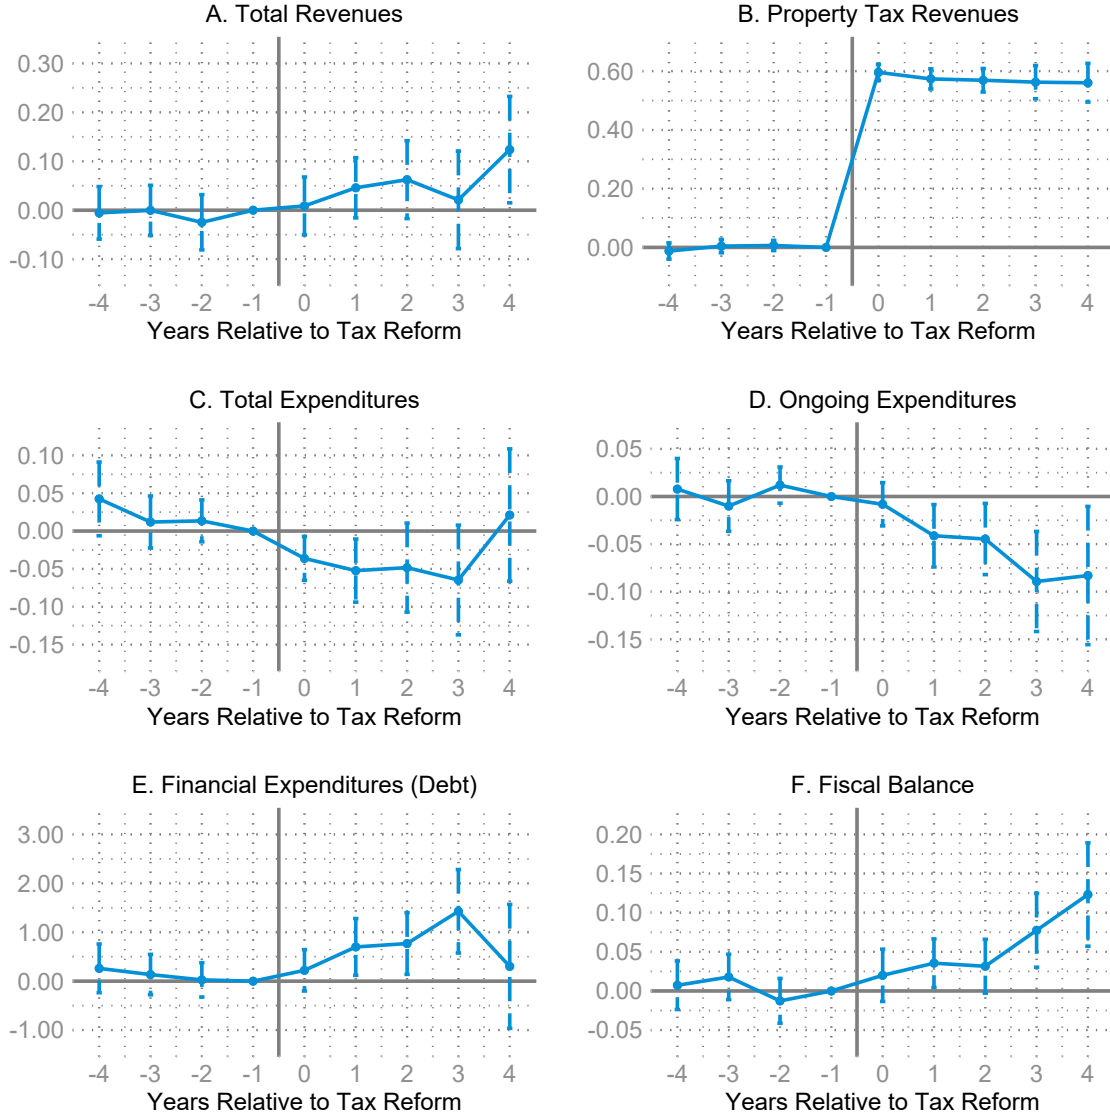 A. Total Revenues
0.30
0.20
0.10
0.00
-0.10
-4 -3 -2 -1 0 1 2 3 4
Years Relative to Tax Reform
B. Property Tax Revenues
0.60
0.40
0.20
0.00
-4 -3 -2 -1 0 1 2 3 4
Years Relative to Tax Reform
C. Total Expenditures
0.10
0.05
0.00
-0.05
-0.10
-0.15
-4 -3 -2 -1 0 1 2 3 4
Years Relative to Tax Reform
D. Ongoing Expenditures
0.05
0.00
-0.05
-0.10
-0.15
-4 -3 -2 -1 0 1 2 3 4
Years Relative to Tax Reform
E. Financial Expenditures (Debt)
3.00
2.00
1.00
0.00
-1.00
-4 -3 -2 -1 0 1 2 3 4
Years Relative to Tax Reform
F. Fiscal Balance
0.20
0.15
0.10
0.05
0.00
-0.05
-4 -3 -2 -1 0 1 2 3 4
Years Relative to Tax Reform